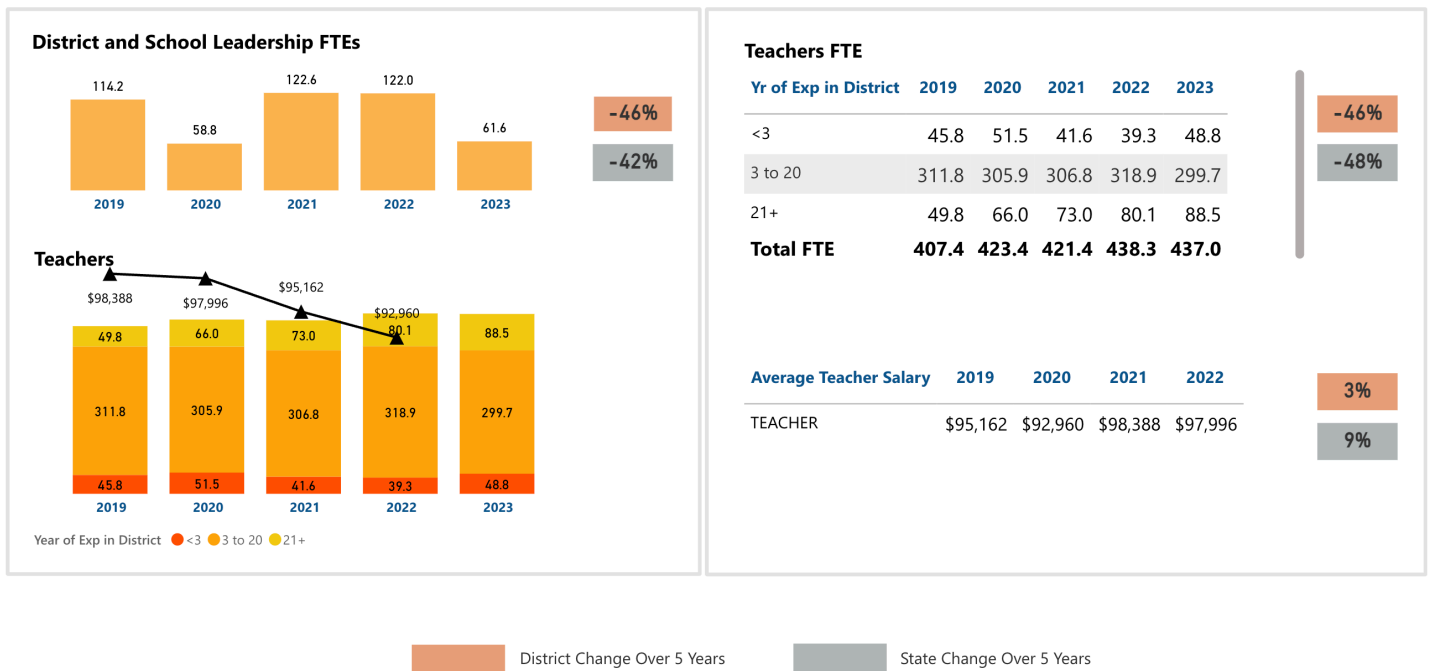 District and School Leadership FTEs
114.2 58.8 122.6 122.0 61.6
2019 2020 2021 2022 2023
-46%
-42%
Teachers
$98,388 $97,996 $95,162 $92,960
49.8 66.0 73.0 80.1 88.5
311.8 305.9 306.8 318.9 299.7
45.8 51.5 41.6 39.3 48.8
2019 2020 2021 2022 2023
Year of Exp in District <3 3 to 20 21+
Teachers FTE
Yr of Exp in District 2019 2020 2021 2022 2023
<3 45.8 51.5 41.6 39.3 48.8
3 to 20 311.8 305.9 306.8 318.9 299.7
21+ 49.8 66.0 73.0 80.1 88.5
Total FTE 407.4 423.4 421.4 438.3 437.0
-46%
-48%
Average Teacher Salary 2019 2020 2021 2022
TEACHER $95,162 $92,960 $98,388 $97,996
3%
9%
District Change Over 5 Years State Change Over 5 Years